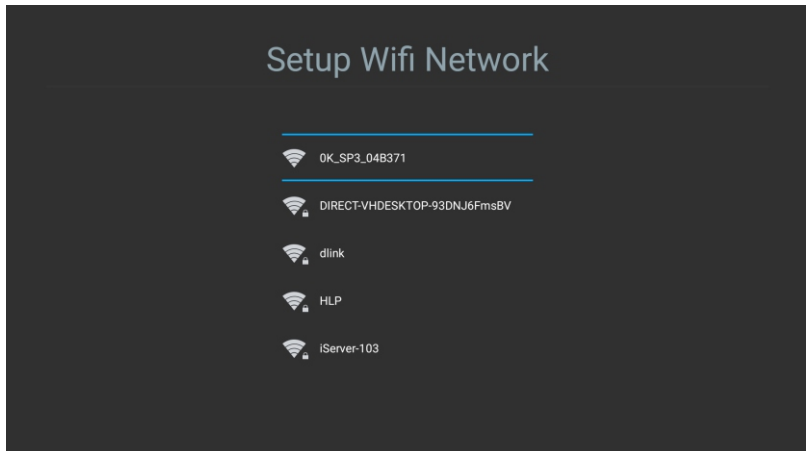 Setup Wifi Network
0K_SP3_04B371
DIRECT-VHDESKTOP-93DNJ6FmsBV
dlink
HLP
iServer-103